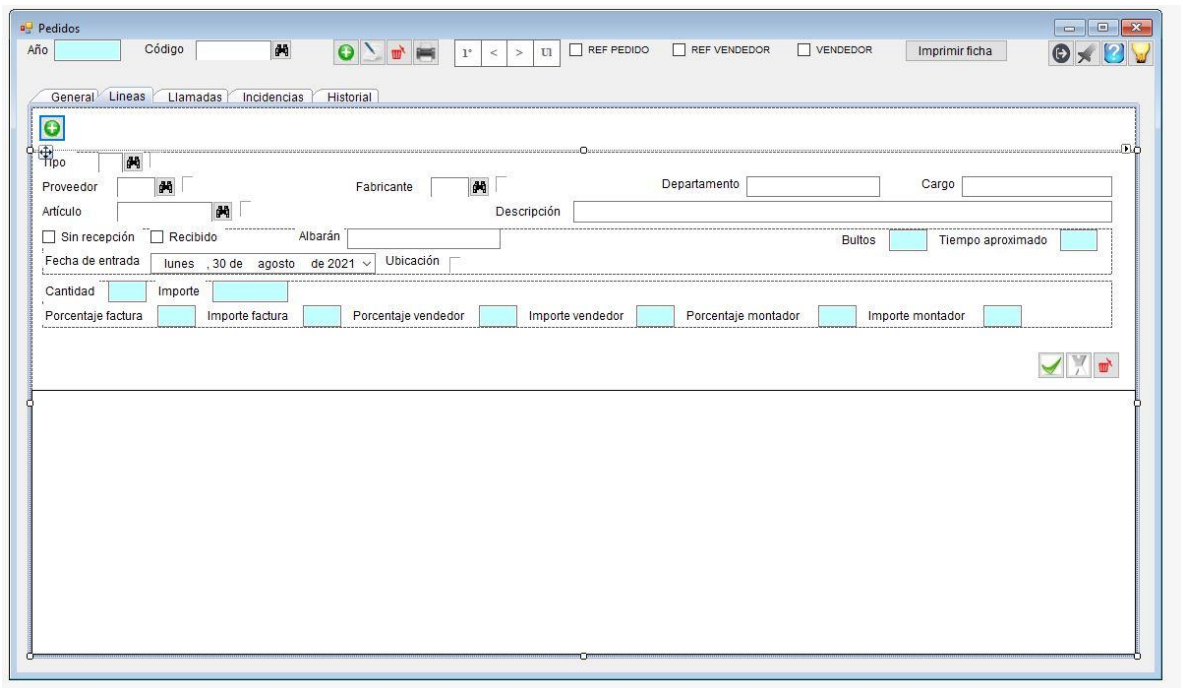 Pedidos
Año Código 1º < > Ul REF PEDIDO REF VENDEDOR VENDEDOR Imprimir ficha
General Lineas Llamadas Incidencias Historial
Tipo
Proveedor Fabricante Departamento Cargo
Artículo Descripción
Sin recepción Recibido Albarán Bultos Tiempo aproximado
Fecha de entrada lunes , 30 de agosto de 2021 Ubicación
Cantidad Importe
Porcentaje factura Importe factura Porcentaje vendedor Importe vendedor Porcentaje montador Importe montador